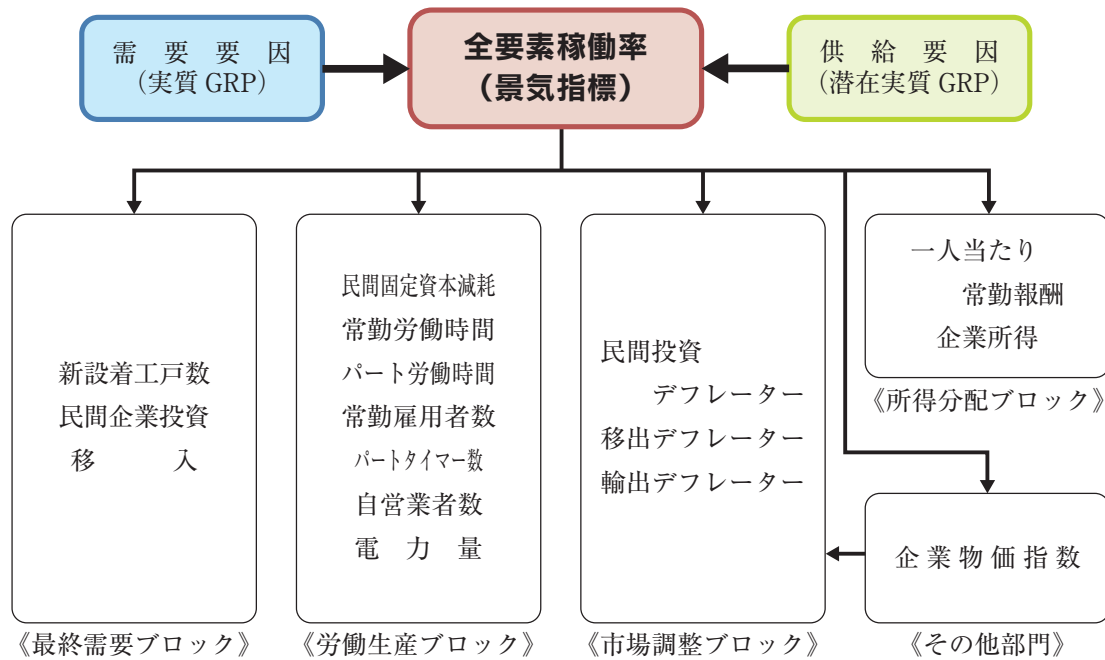 需要要因
(実質 GRP)
全要素稼働率
(景気指標)
供給要因
(潜在実質 GRP)
新設着工戸数
民間企業投資
移入
《最終需要ブロック》
民間固定資本減耗
常勤労働時間
パート労働時間
常勤雇用者数
パートタイマー数
自営業者数
電力量
《労働生産ブロック》
民間投資
デフレーター
移出デフレーター
輸出デフレーター
《市場調整ブロック》
一人当たり
常勤報酬
企業所得
《所得分配ブロック》
企業物価指数
《その他部門》